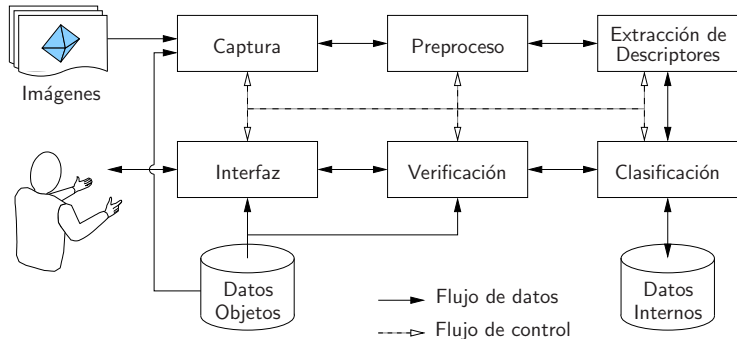 Captura
Preproceso
Extracción de
Descriptores
Imágenes
Interfaz
Verificación
Clasificación
Datos
Objetos
Datos
Internos
Flujo de datos
Flujo de control